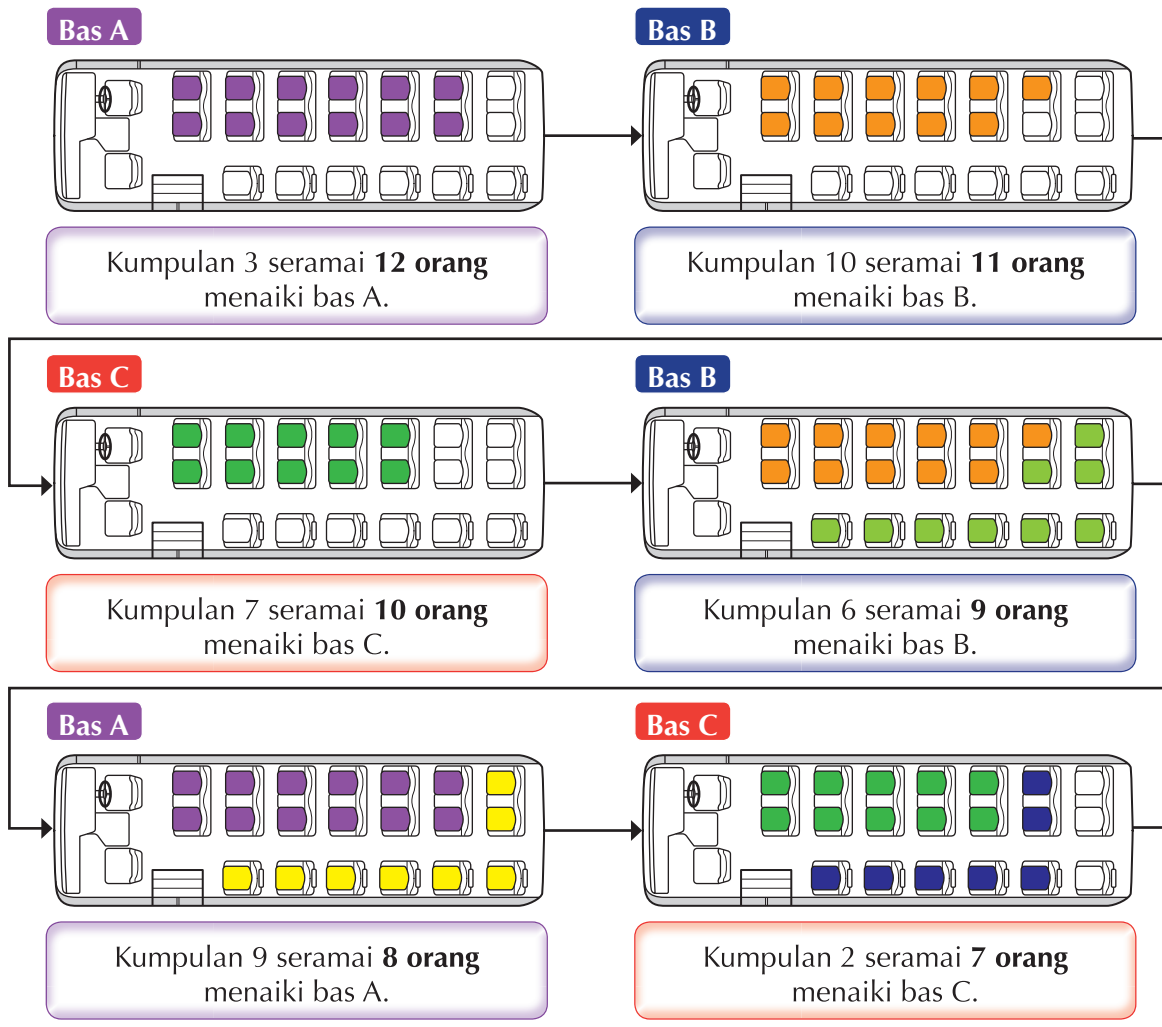 Bas A
Kumpulan 3 seramai 12 orang
menaiki bas A.
Bas B
Kumpulan 10 seramai 11 orang
menaiki bas B.
Bas C
Kumpulan 7 seramai 10 orang
menaiki bas C.
Bas B
Kumpulan 6 seramai 9 orang
menaiki bas B.
Bas A
Kumpulan 9 seramai 8 orang
menaiki bas A.
Bas C
Kumpulan 2 seramai 7 orang
menaiki bas C.